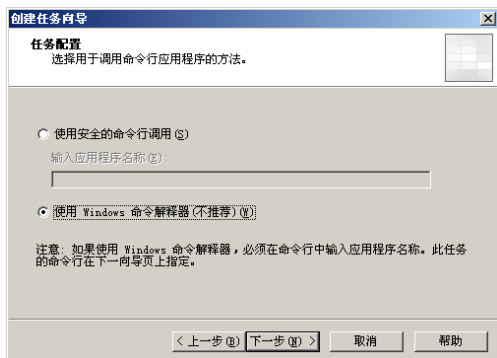 创建任务向导
任务配置
选择用于调用命令行应用程序的方法。
使用安全的命令行调用(S)
输入应用程序名称(E):
使用 Windows 命令解释器(不推荐)(W)
注意: 如果使用 Windows 命令解释器，必须在命令行中输入应用程序名称。此任务
的命令行在下一向导页上指定。
< 上一步(B) 下一步(N) > 取消 帮助